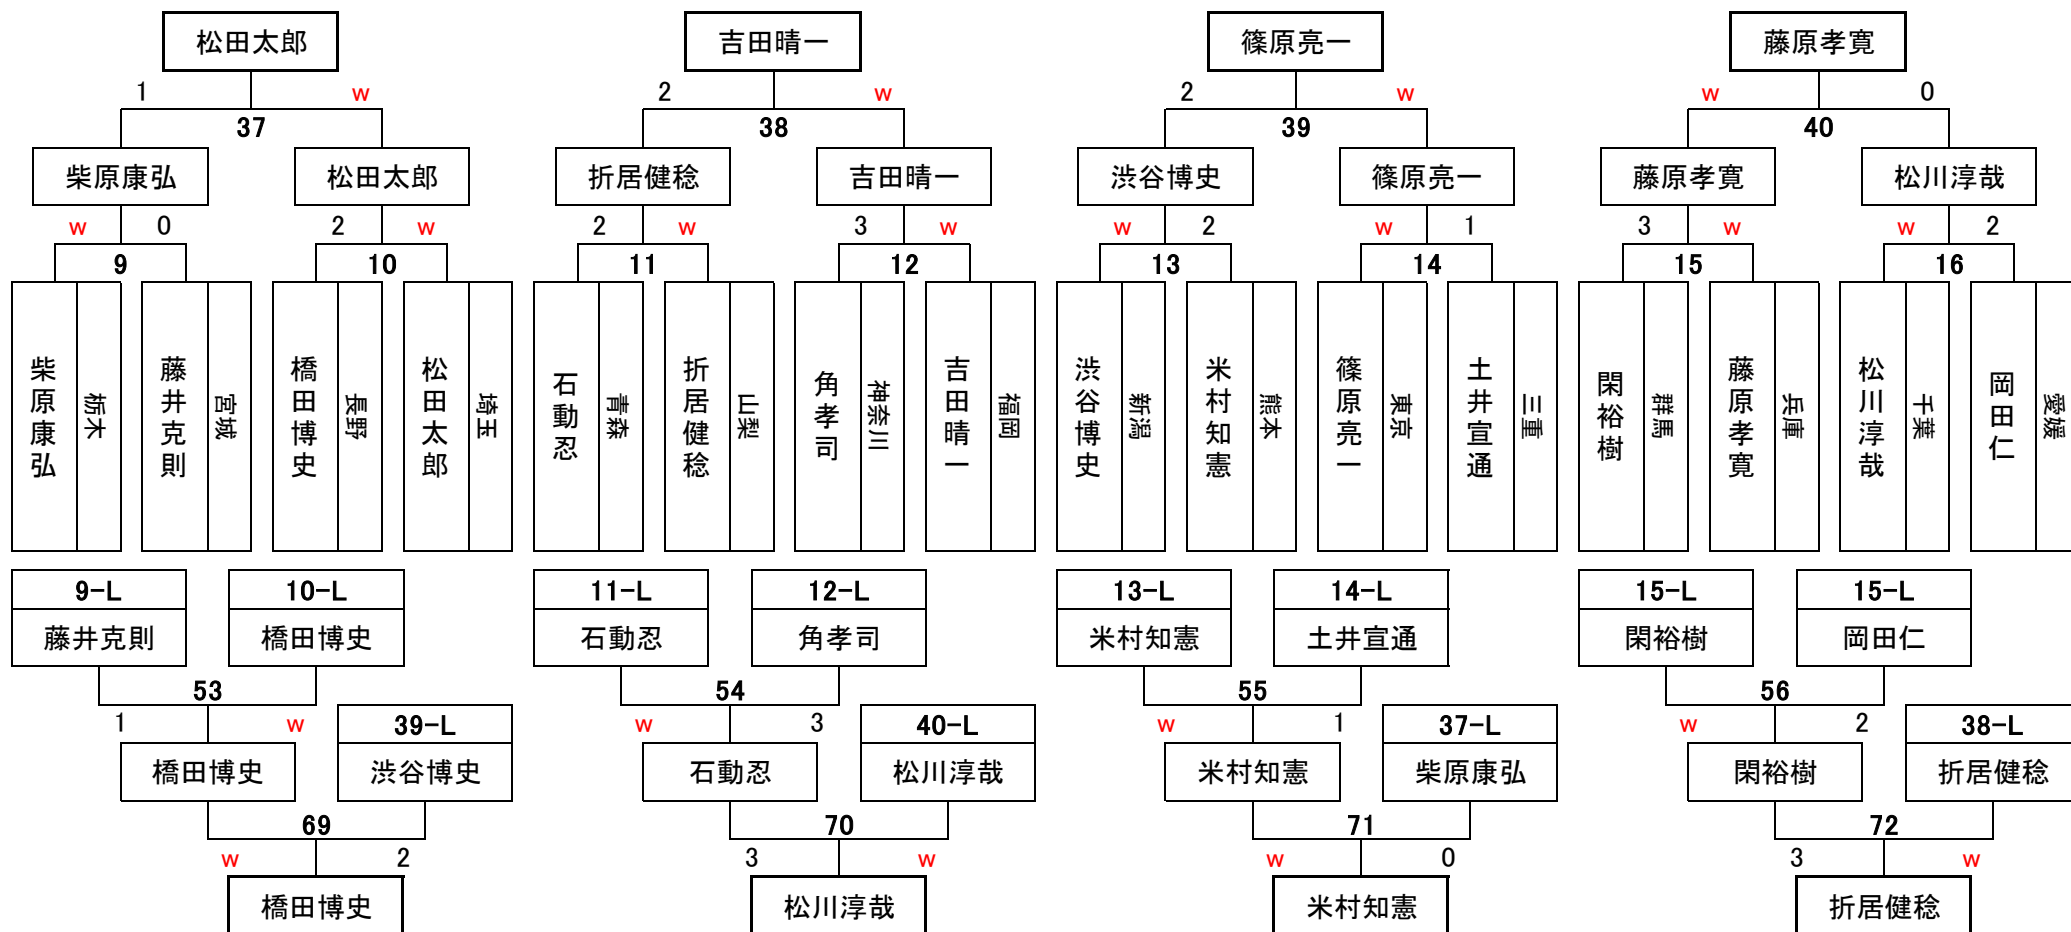 松田太郎 吉田晴一 篠原亮一 藤原孝寛
1 w 2 w 2 w w 0
37 38 39 40
柴原康弘 松田太郎 折居健稔 吉田晴一 渋谷博史 篠原亮一 藤原孝寛 松川淳哉
w 0 2 w 2 w 3 w w 2 w 1 3 w w 2
9 10 11 12 13 14 15 16
柴原康弘 栃木
藤井克則 宮城
橋田博史 長野
松田太郎 埼玉
石動忍 青森
折居健稔 山梨
角孝司 神奈川
吉田晴一 福岡
渋谷博史 新潟
米村知憲 熊本
篠原亮一 東京
土井宣通 三重
閑裕樹 群馬
藤原孝寛 兵庫
松川淳哉 千葉
岡田仁 愛媛
9-L 10-L 11-L 12-L 13-L 14-L 15-L 15-L
藤井克則 橋田博史 石動忍 角孝司 米村知憲 土井宣通 閑裕樹 岡田仁
53 54 55 56
1 w w 3 w 1 w 2
39-L 40-L 37-L 38-L
橋田博史 渋谷博史 石動忍 松川淳哉 米村知憲 柴原康弘 閑裕樹 折居健稔
69 70 71 72
w 2 3 w w 0 3 w
橋田博史 松川淳哉 米村知憲 折居健稔